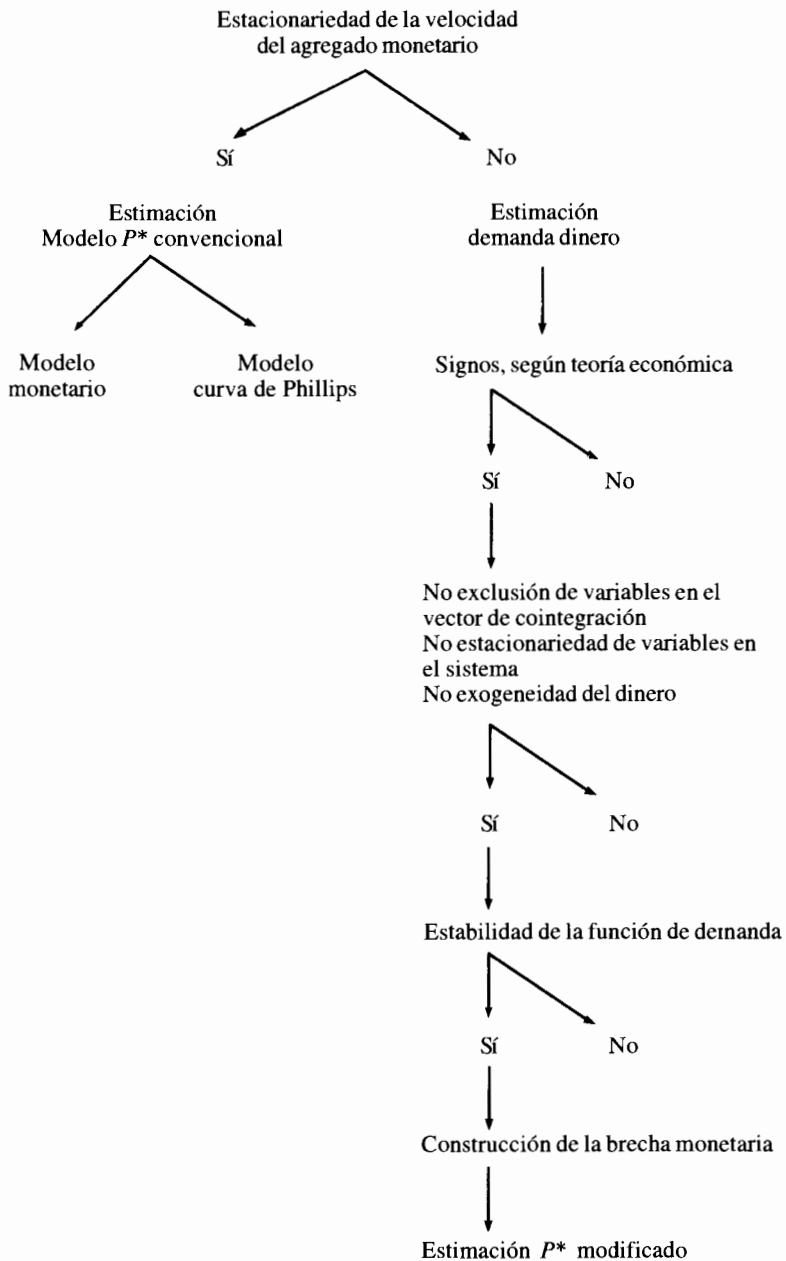 Estacionariedad de la velocidad
del agregado monetario
Sí
No
Estimación
Modelo P* convencional
Estimación
demanda dinero
Modelo
monetario
Modelo
curva de Phillips
Signos, según teoría económica
Sí
No
No exclusión de variables en el
vector de cointegración
No estacionariedad de variables en
el sistema
No exogeneidad del dinero
Sí
No
Estabilidad de la función de demanda
Sí
No
Construcción de la brecha monetaria
Estimación P* modificado